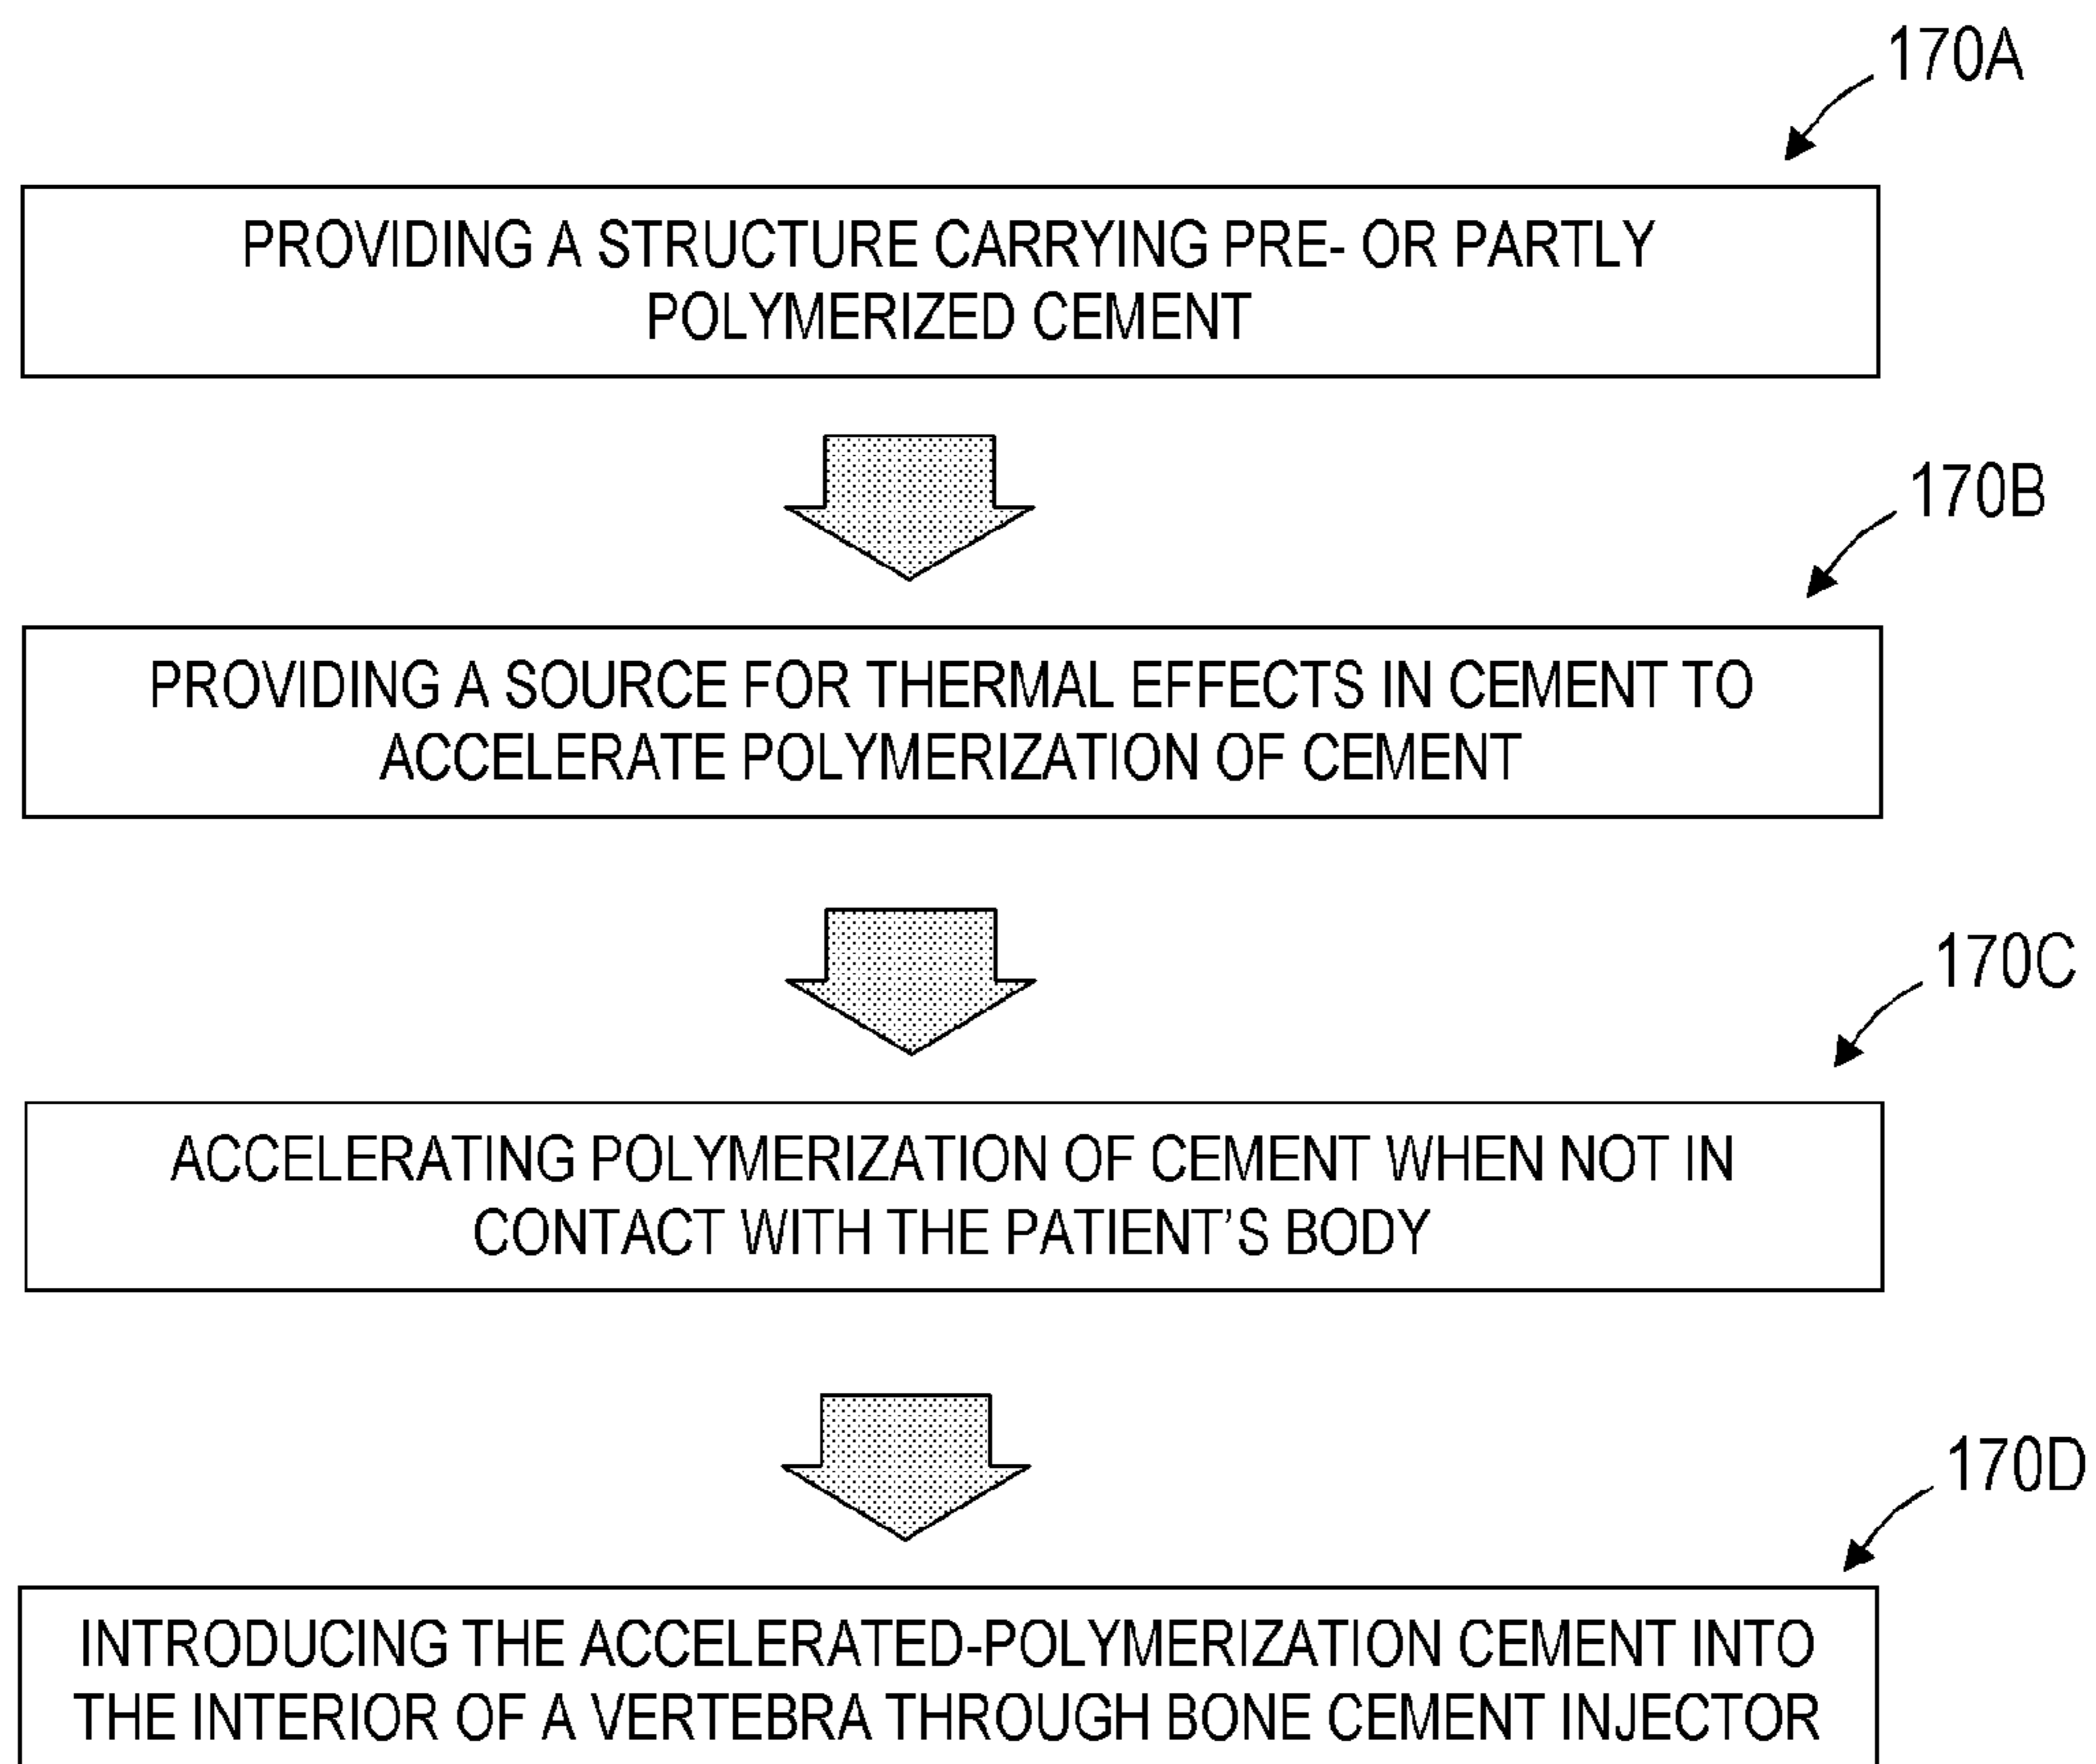 170A
PROVIDING A STRUCTURE CARRYING PRE- OR PARTLY
POLYMERIZED CEMENT
170B
PROVIDING A SOURCE FOR THERMAL EFFECTS IN CEMENT TO
ACCELERATE POLYMERIZATION OF CEMENT
170C
ACCELERATING POLYMERIZATION OF CEMENT WHEN NOT IN
CONTACT WITH THE PATIENT'S BODY
170D
INTRODUCING THE ACCELERATED-POLYMERIZATION CEMENT INTO
THE INTERIOR OF A VERTEBRA THROUGH BONE CEMENT INJECTOR